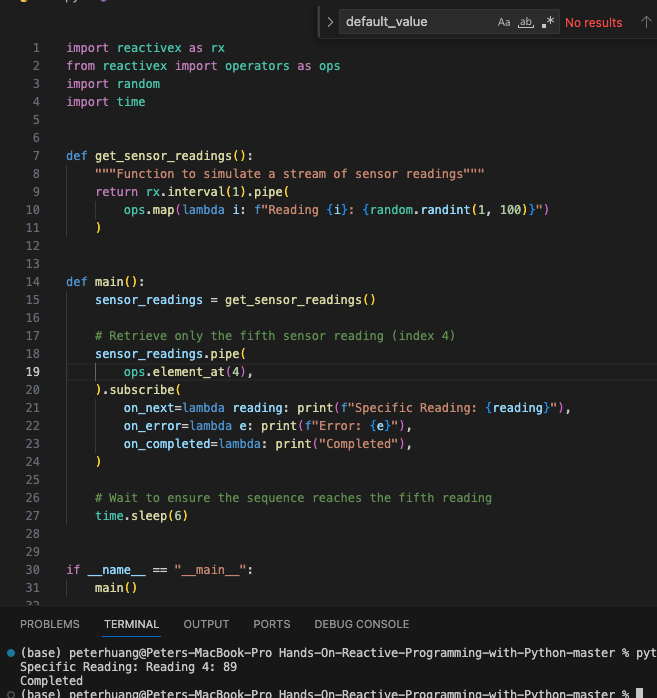 default_value Aa ab .* No results
1 import reactivex as rx
2 from reactivex import operators as ops
3 import random
4 import time
5
6
7 def get_sensor_readings():
8 """Function to simulate a stream of sensor readings"""
9 return rx.interval(1).pipe(
10 ops.map(lambda i: f"Reading {i}: {random.randint(1, 100)}")
11 )
12
13
14 def main():
15 sensor_readings = get_sensor_readings()
16
17 # Retrieve only the fifth sensor reading (index 4)
18 sensor_readings.pipe(
19 ops.element_at(4),
20 ).subscribe(
21 on_next=lambda reading: print(f"Specific Reading: {reading}"),
22 on_error=lambda e: print(f"Error: {e}"),
23 on_completed=lambda: print("Completed"),
24 )
25
26 # Wait to ensure the sequence reaches the fifth reading
27 time.sleep(6)
28
29
30 if __name__ == "__main__":
31 main()
32
PROBLEMS TERMINAL OUTPUT PORTS DEBUG CONSOLE
(base) peterhuang@Peters-MacBook-Pro Hands-On-Reactive-Programming-with-Python-master % pyt
Specific Reading: Reading 4: 89
Completed
(base) peterhuang@Peters-MacBook-Pro Hands-On-Reactive-Programming-with-Python-master %